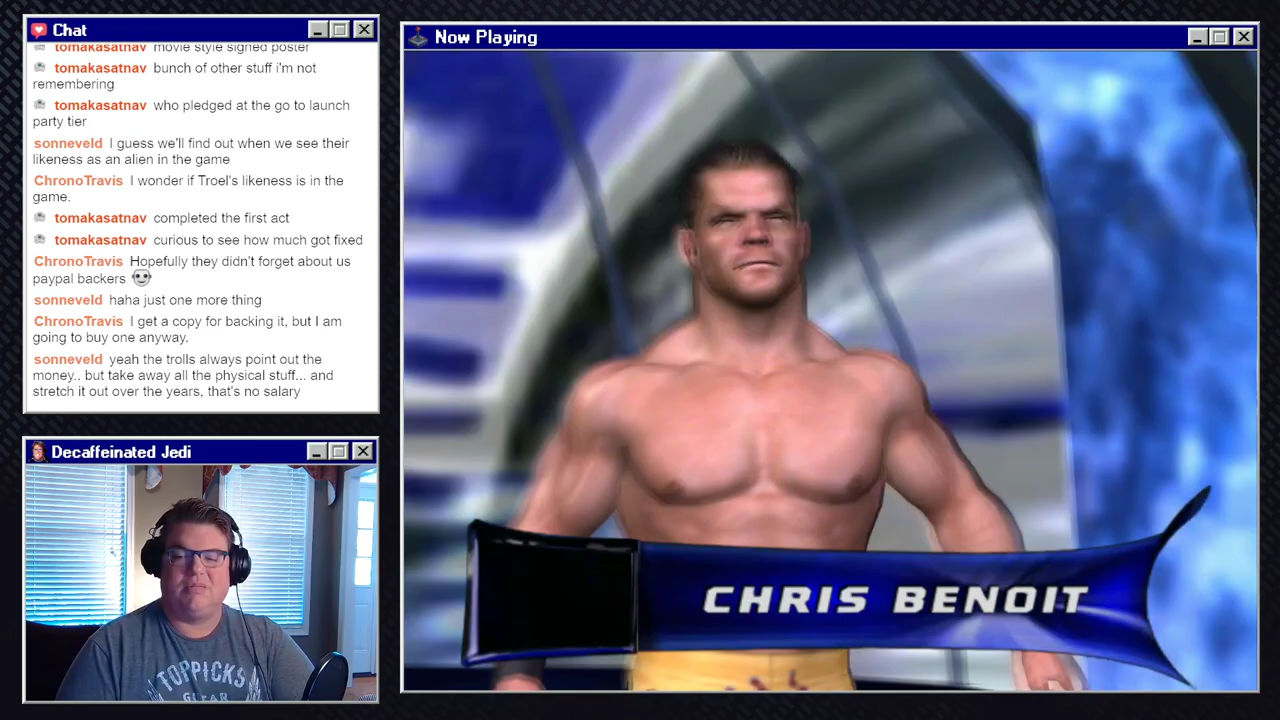 Chat
tomakasatnav movie style signed poster
tomakasatnav bunch of other stuff i'm not
remembering
tomakasatnav who pledged at the go to launch
party tier
sonneveld I guess we'll find out when we see their
likeness as an alien in the game
ChronoTravis I wonder if Troel's likeness is in the
game.
tomakasatnav completed the first act
tomakasatnav curious to see how much got fixed
ChronoTravis Hopefully they didn't forget about us
paypal backers
sonneveld haha just one more thing
ChronoTravis I get a copy for backing it, but I am
going to buy one anyway.
sonneveld yeah the trolls always point out the
money.. but take away all the physical stuff... and
stretch it out over the years, that's no salary
Decaffeinated Jedi
TOPPICKS
GEAR
Now Playing
CHRIS BENOIT